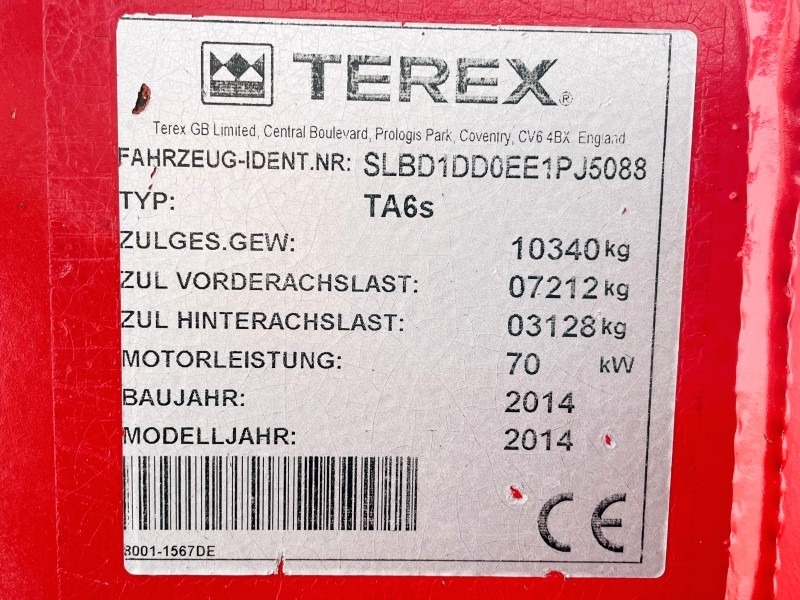 TEREX®
Terex GB Limited, Central Boulevard, Prologis Park, Coventry, CV6 4BX England
FAHRZEUG-IDENT.NR: SLBD1DD0EE1PJ5088
TYP: TA6s
ZULGES.GEW: 10340 kg
ZUL VORDERACHSLAST: 07212 kg
ZUL HINTERACHSLAST: 03128 kg
MOTORLEISTUNG: 70 kW
BAUJAHR: 2014
MODELLJAHR: 2014
CE
8001-1567DE